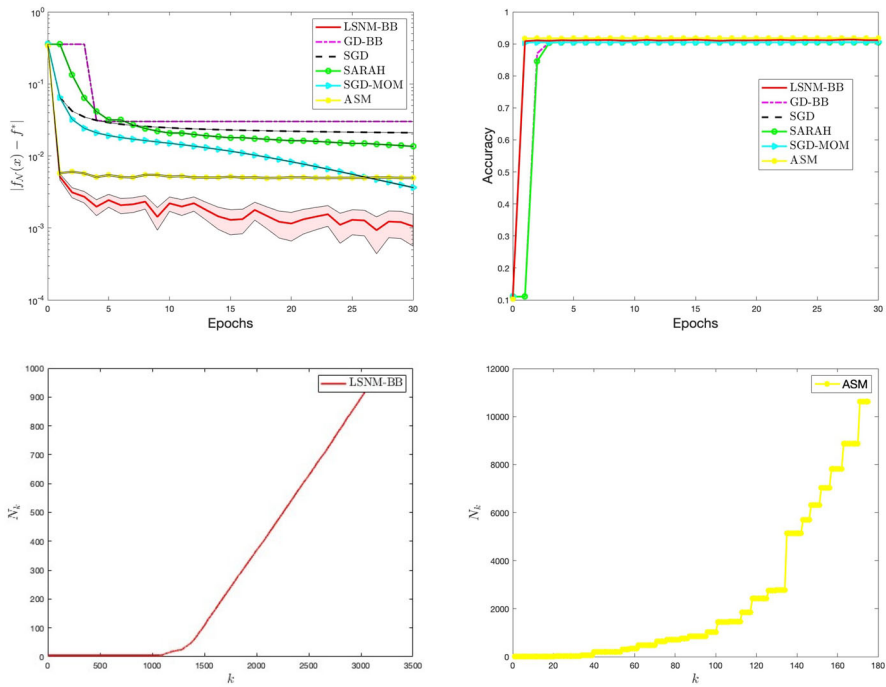 10^0
10^-1
10^-2
10^-3
10^-4
|f_N(x) − f*|
0 5 10 15 20 25 30
Epochs
LSNM-BB
GD-BB
SGD
SARAH
SGD-MOM
ASM
1
0.9
0.8
0.7
0.6
0.5
0.4
0.3
0.2
0.1
Accuracy
0 5 10 15 20 25 30
Epochs
LSNM-BB
GD-BB
SGD
SARAH
SGD-MOM
ASM
1000
900
800
700
600
500
400
300
200
100
0
N_k
0 500 1000 1500 2000 2500 3000 3500
k
LSNM-BB
12000
10000
8000
6000
4000
2000
0
N_k
0 20 40 60 80 100 120 140 160 180
k
ASM